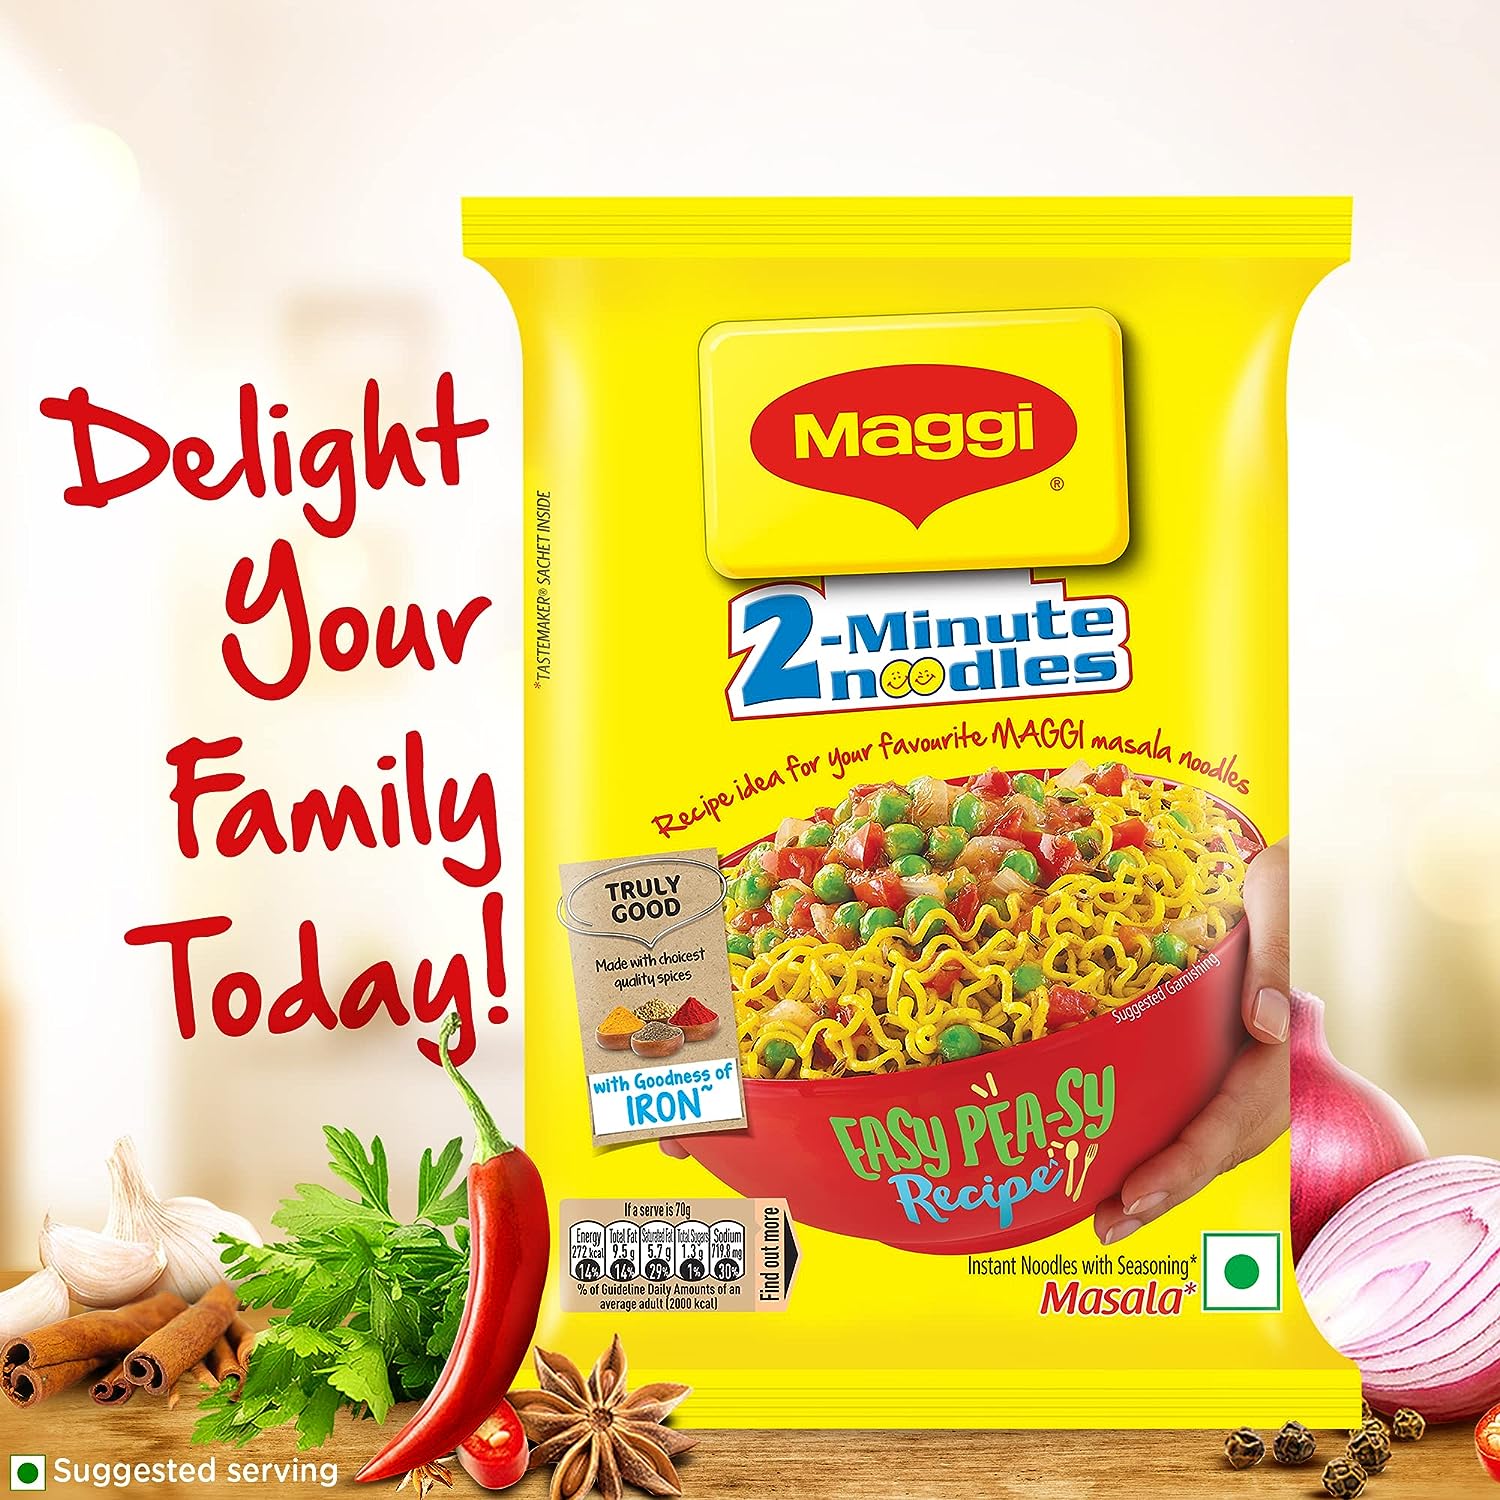 Delight
Your
Family
Today!
Maggi
®
*TASTEMAKER® SACHET INSIDE
2-Minute
noodles
Recipe idea for your favourite MAGGI masala noodles
TRULY
GOOD
Made with choicest
quality spices
with Goodness of
IRON~
Suggested Garnishing
EASY PEA-SY
Recipe^
If a serve is 70g
Energy Total Fat Saturated Fat Total Sugars Sodium
272 kcal 9.5 g 5.7 g 1.3 g 719.8 mg
14% 14% 29% 1% 30%
% of Guideline Daily Amounts of an
average adult (2000 kcal)
Find out more
Instant Noodles with Seasoning*
Masala*
Suggested serving